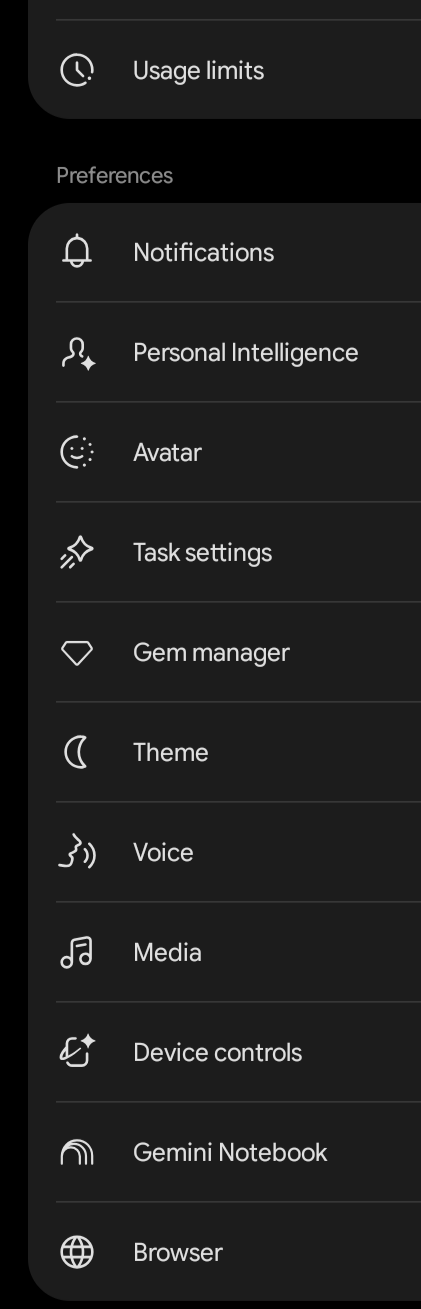 Usage limits
Preferences
Notifications
Personal Intelligence
Avatar
Task settings
Gem manager
Theme
Voice
Media
Device controls
Gemini Notebook
Browser